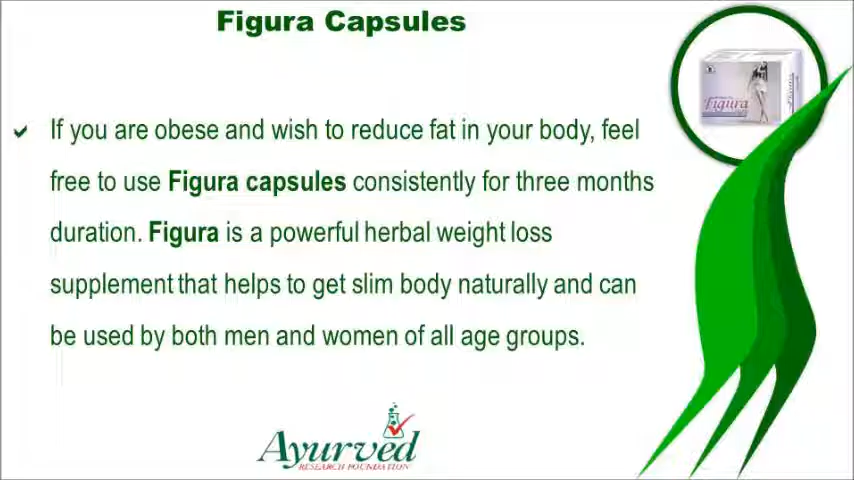 Figura Capsules
Figura
If you are obese and wish to reduce fat in your body, feel
free to use Figura capsules consistently for three months
duration. Figura is a powerful herbal weight loss
supplement that helps to get slim body naturally and can
be used by both men and women of all age groups.
Ayurved
RESEARCH FOUNDATION